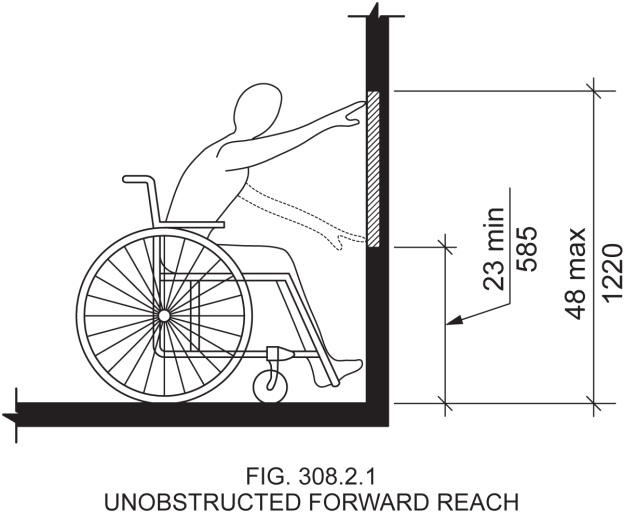 23 min
585
48 max
1220
FIG. 308.2.1
UNOBSTRUCTED FORWARD REACH